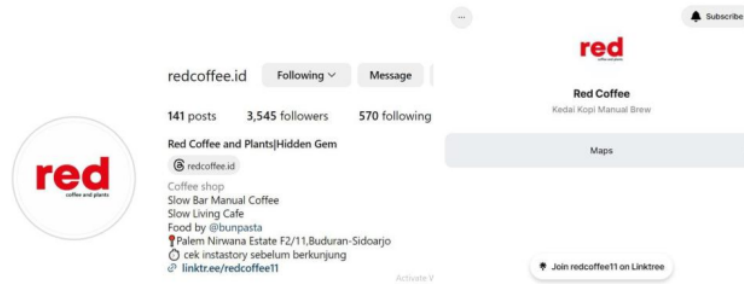 redcoffee.id Following Message
141 posts 3,545 followers 570 following
Red Coffee and Plants|Hidden Gem
redcoffee.id
Coffee shop
Slow Bar Manual Coffee
Slow Living Cafe
Food by @bunpasta
Palem Nirwana Estate F2/11,Buduran-Sidoarjo
cek instastory sebelum berkunjung
linktr.ee/redcoffee11
red
coffee and plants
Activate
Subscribe
red
coffee and plants
Red Coffee
Kedai Kopi Manual Brew
Maps
Join redcoffee11 on Linktree